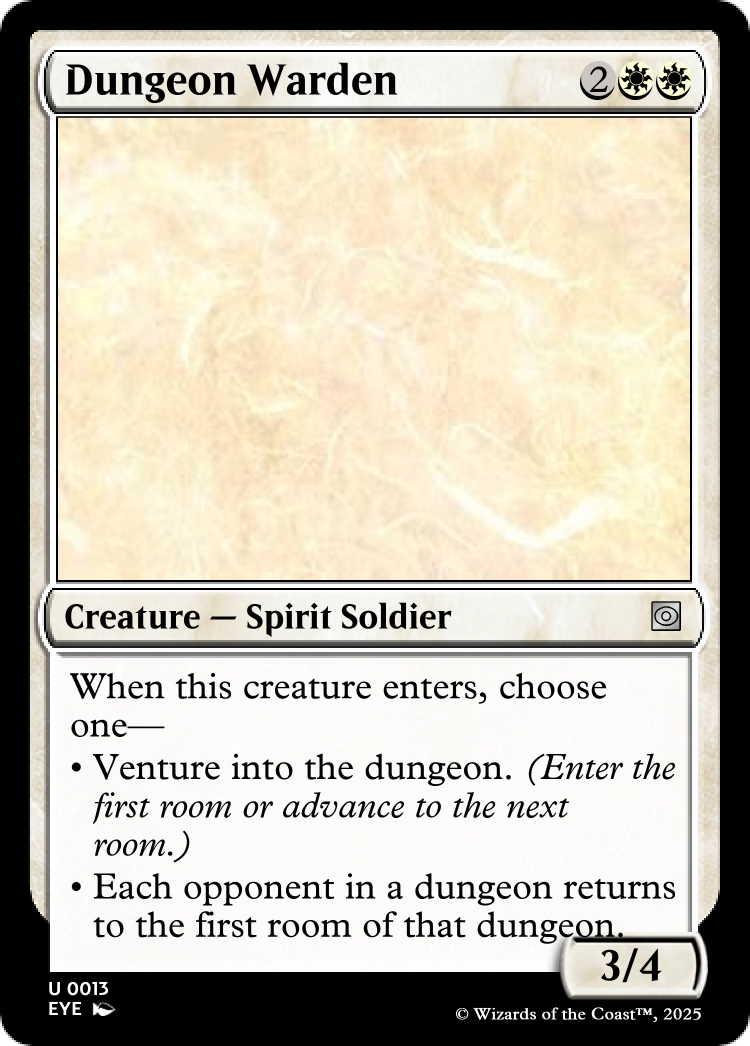 Dungeon Warden 2
Creature — Spirit Soldier
When this creature enters, choose
one—
• Venture into the dungeon. (Enter the
first room or advance to the next
room.)
• Each opponent in a dungeon returns
to the first room of that dungeon.
3/4
U 0013
EYE
© Wizards of the Coast™, 2025